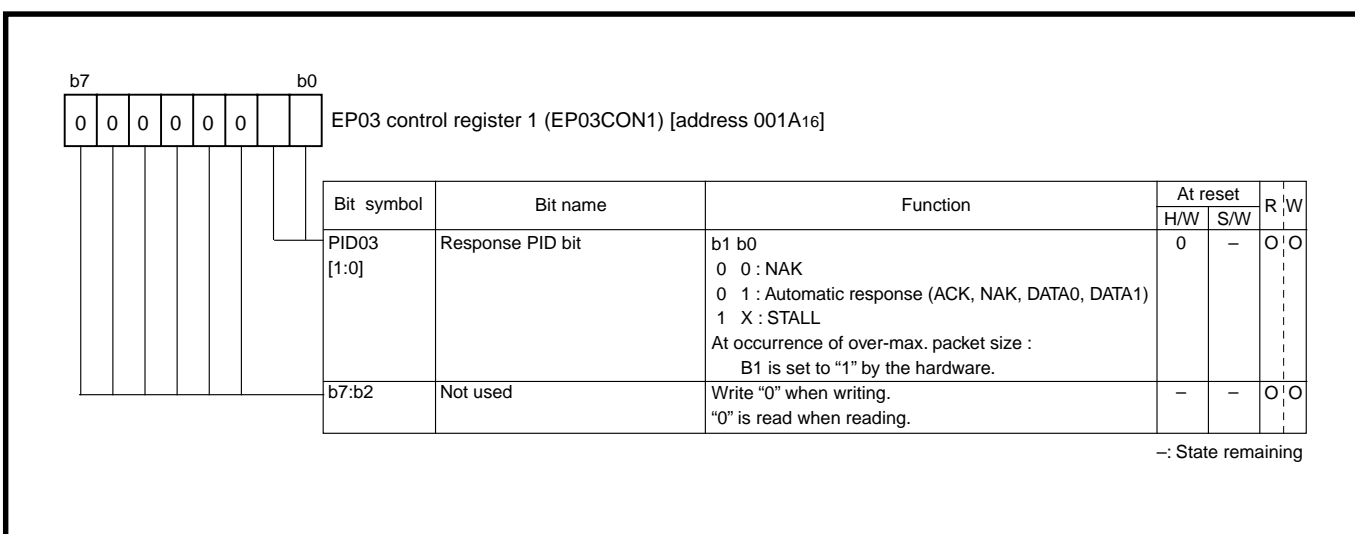 b7 b0
0 0 0 0 0 0
EP03 control register 1 (EP03CON1) [address 001A16]
Bit symbol Bit name Function At reset R W
H/W S/W
PID03 Response PID bit b1 b0 0 – O O
[1:0] 0 0 : NAK
0 1 : Automatic response (ACK, NAK, DATA0, DATA1)
1 X : STALL
At occurrence of over-max. packet size :
B1 is set to “1” by the hardware.
b7:b2 Not used Write “0” when writing. – – O O
“0” is read when reading.
–: State remaining